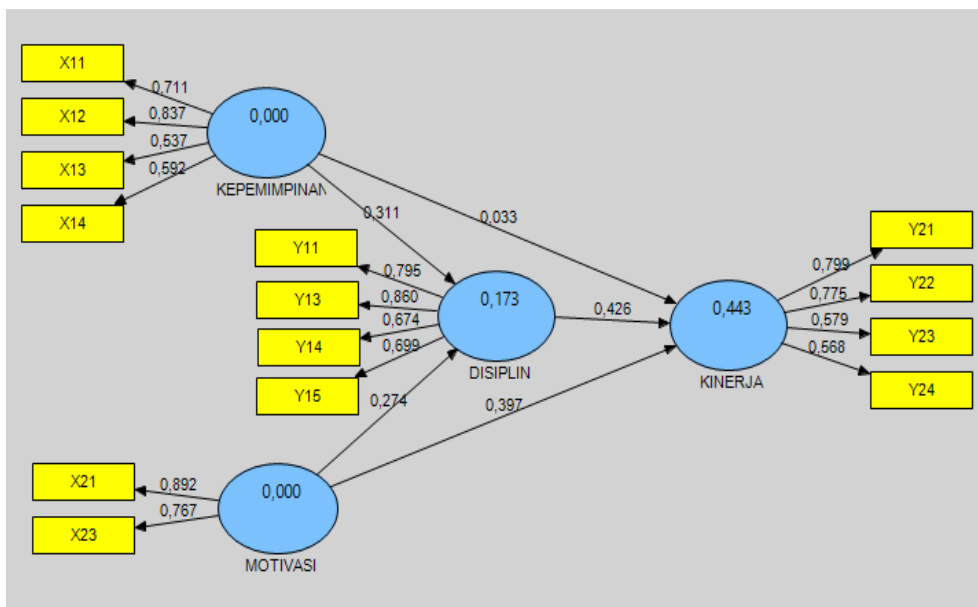 X11
0,711
X12
0,837
X13
0,537
X14
0,592
0,000
KEPEMIMPINAN
0,311
0,033
Y11
0,795
Y13
0,860
Y14
0,674
Y15
0,699
0,173
DISIPLIN
0,426
0,274
0,397
0,443
KINERJA
Y21
0,799
Y22
0,775
Y23
0,579
Y24
0,568
X21
0,892
X23
0,767
0,000
MOTIVASI